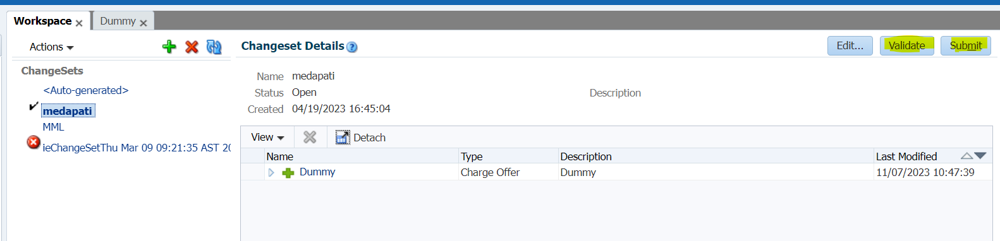 Workspace Dummy
Actions
Changeset Details
Edit... Validate Submit
ChangeSets
<Auto-generated>
medapati
MML
ieChangeSetThu Mar 09 09:21:35 AST 20
Name medapati
Status Open
Description
Created 04/19/2023 16:45:04
View Detach
Name Type Description Last Modified
Dummy Charge Offer Dummy 11/07/2023 10:47:39